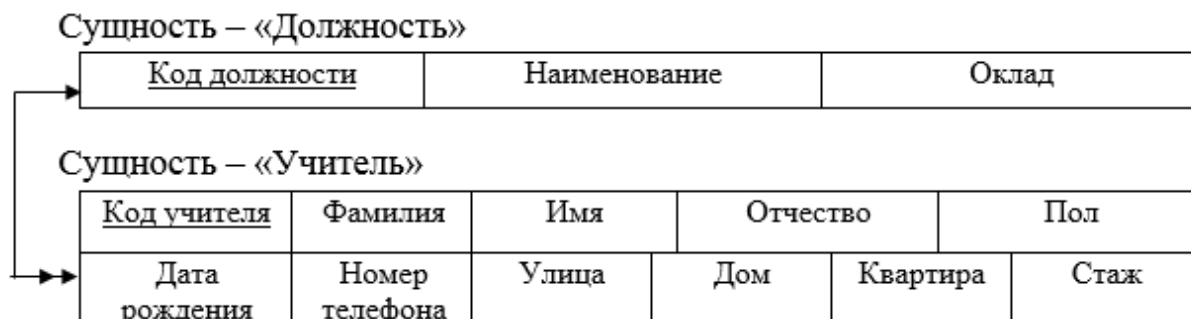 Сущность – «Должность»
Код должности Наименование Оклад
Сущность – «Учитель»
Код учителя Фамилия Имя Отчество Пол
Дата Номер Улица Дом Квартира Стаж
рождения телефона